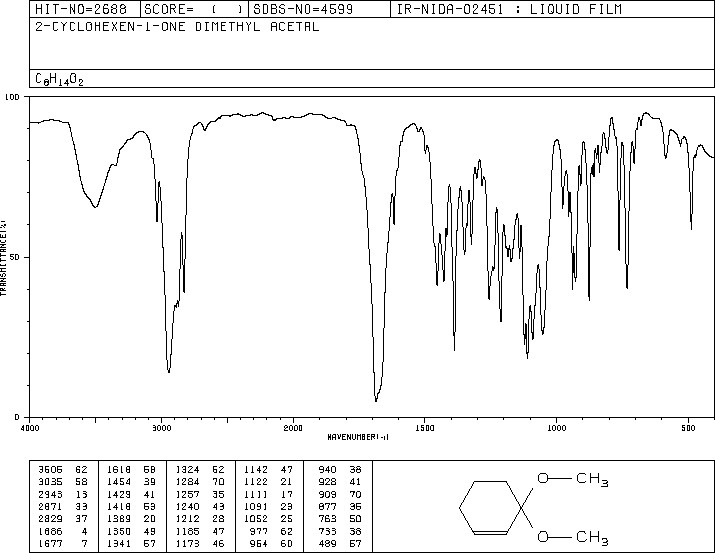 HIT-NO=2688 SCORE= ( ) SDBS-NO=4599 IR-NIDA-02451 : LIQUID FILM
2-CYCLOHEXEN-1-ONE DIMETHYL ACETAL
C8H14O2
100
TRANSMITTANCE(%)
50
0
4000 3000 2000 1500 1000 500
WAVENUMBER(-1)
3505 62 1618 58 1324 52 1142 47 940 38
3035 58 1454 39 1284 70 1122 21 928 41
2943 13 1429 41 1257 35 1111 17 909 70
2871 33 1418 53 1240 43 1091 23 877 35
2829 37 1389 20 1212 28 1052 25 763 50
1686 4 1350 49 1185 47 977 62 733 38
1677 7 1341 57 1173 46 954 60 489 57
O CH3
O CH3